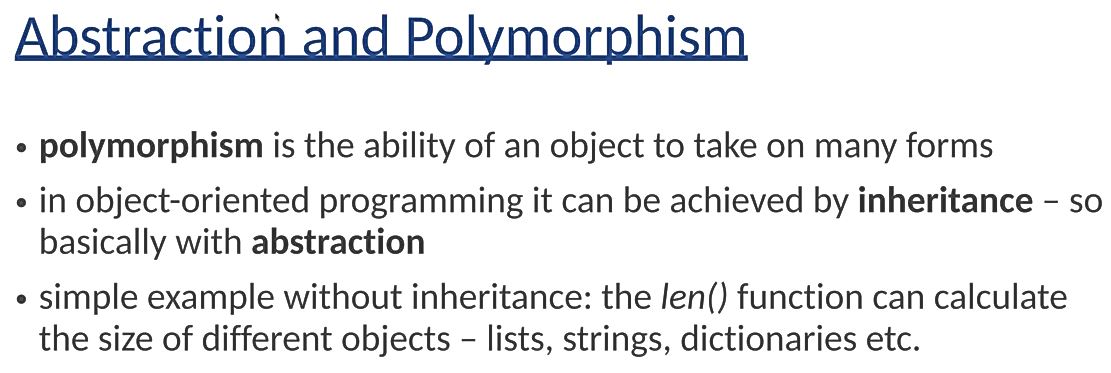 Abstraction and Polymorphism
• polymorphism is the ability of an object to take on many forms
• in object-oriented programming it can be achieved by inheritance – so
basically with abstraction
• simple example without inheritance: the len() function can calculate
the size of different objects – lists, strings, dictionaries etc.